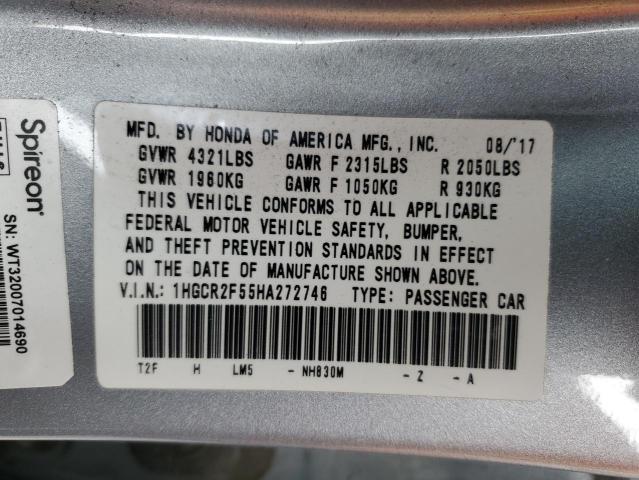 MFD. BY HONDA OF AMERICA MFG., INC. 08/'17
GVWR 4321LBS GAWR F 2315LBS R 2050LBS
GVWR 1960KG GAWR F 1050KG R 930KG
THIS VEHICLE CONFORMS TO ALL APPLICABLE
FEDERAL MOTOR VEHICLE SAFETY, BUMPER,
AND THEFT PREVENTION STANDARDS IN EFFECT
ON THE DATE OF MANUFACTURE SHOWN ABOVE.
V.I.N.: 1HGCR2F55HA272746 TYPE: PASSENGER CAR
T2F H LM5 - NH830M - Z - A
Spireon
SN: WT32007014690